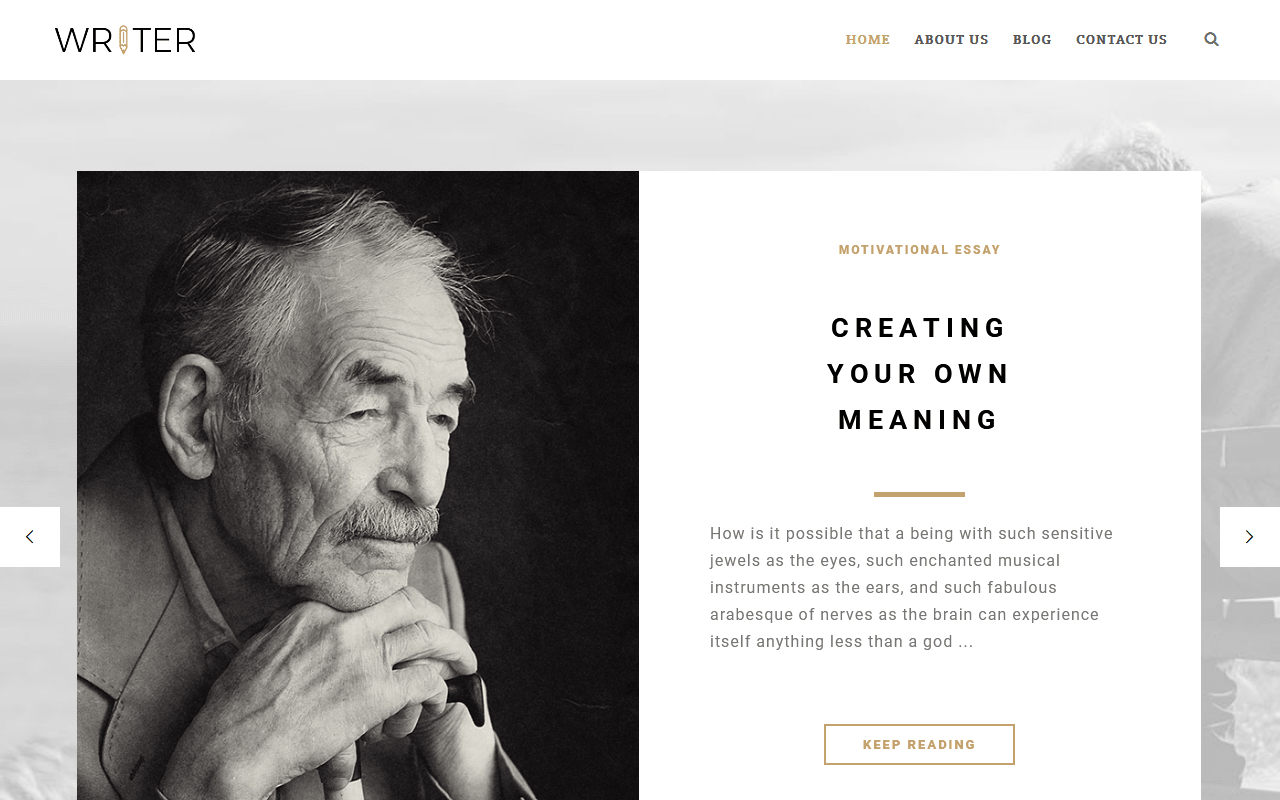 WRITER
HOME ABOUT US BLOG CONTACT US
MOTIVATIONAL ESSAY
CREATING
YOUR OWN
MEANING
How is it possible that a being with such sensitive
jewels as the eyes, such enchanted musical
instruments as the ears, and such fabulous
arabesque of nerves as the brain can experience
itself anything less than a god ...
KEEP READING